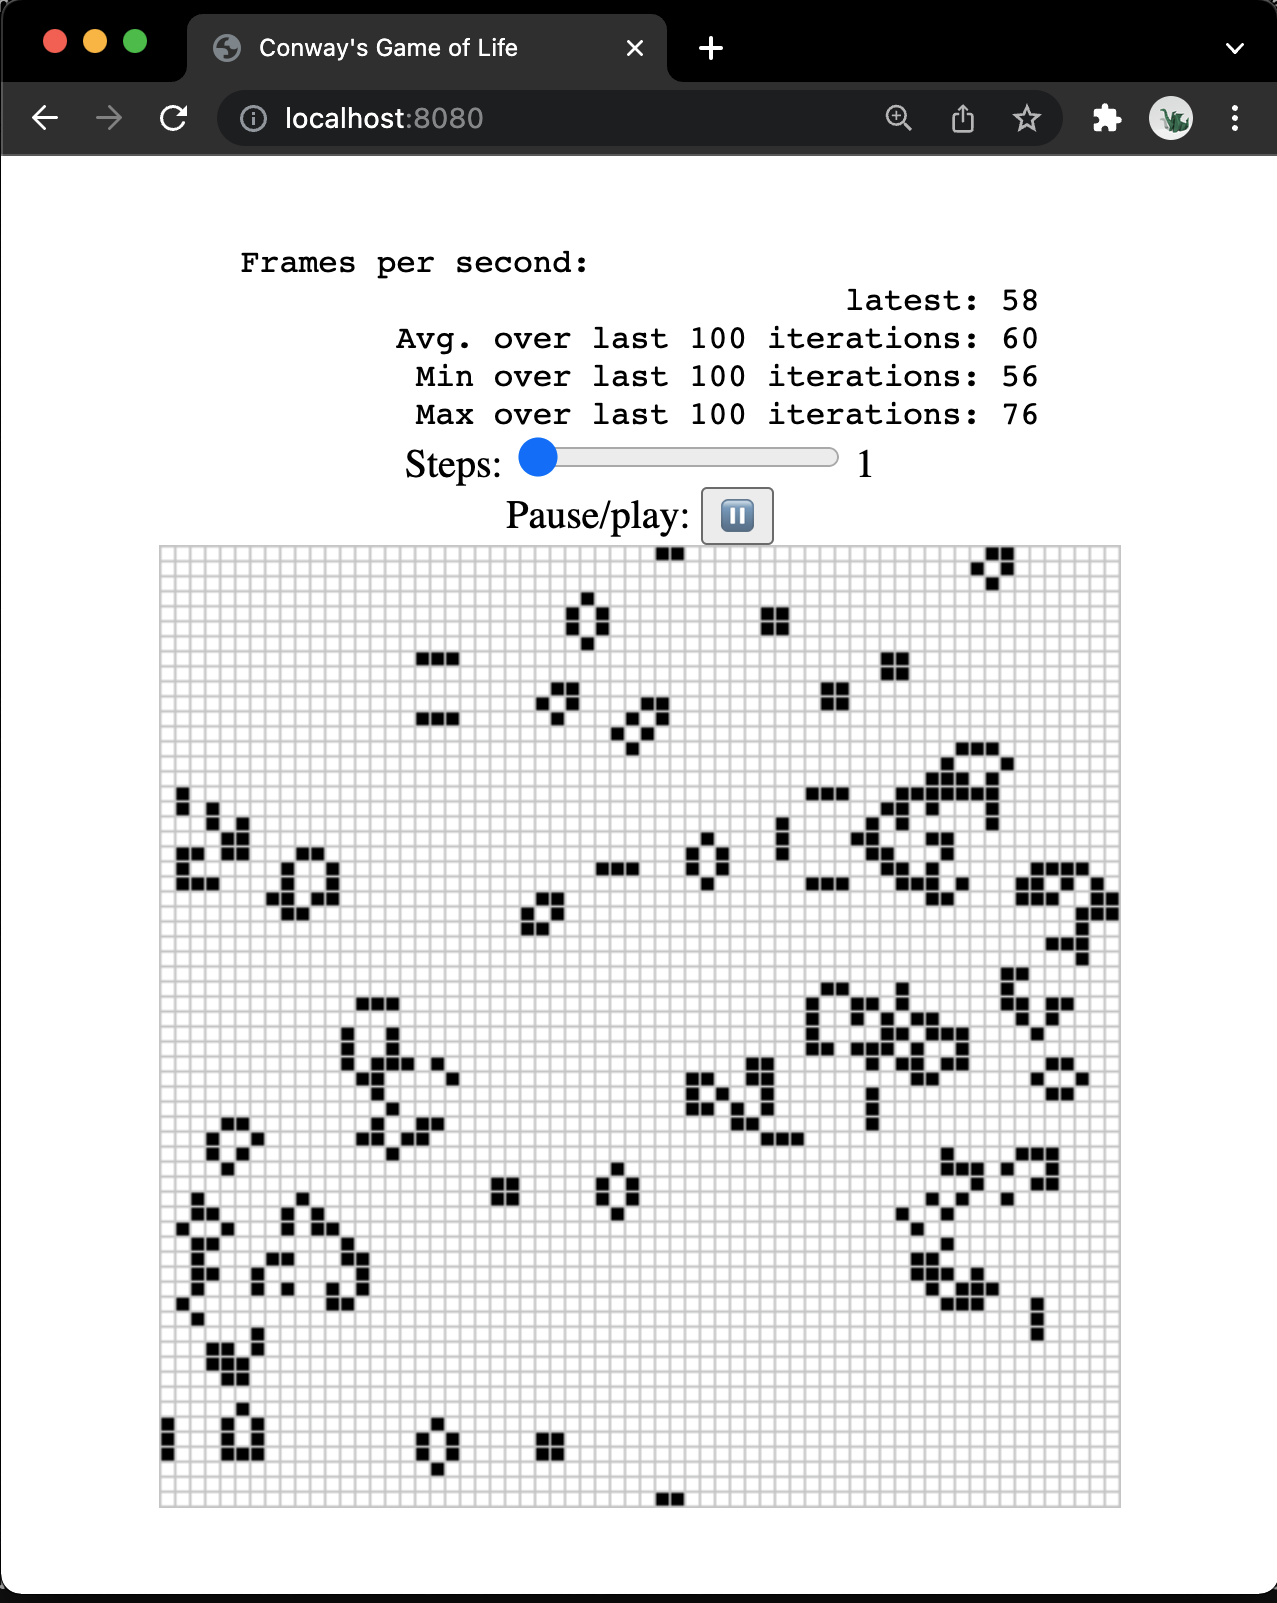 Conway's Game of Life
localhost:8080
Frames per second:
latest: 58
Avg. over last 100 iterations: 60
Min over last 100 iterations: 56
Max over last 100 iterations: 76
Steps: 1
Pause/play: